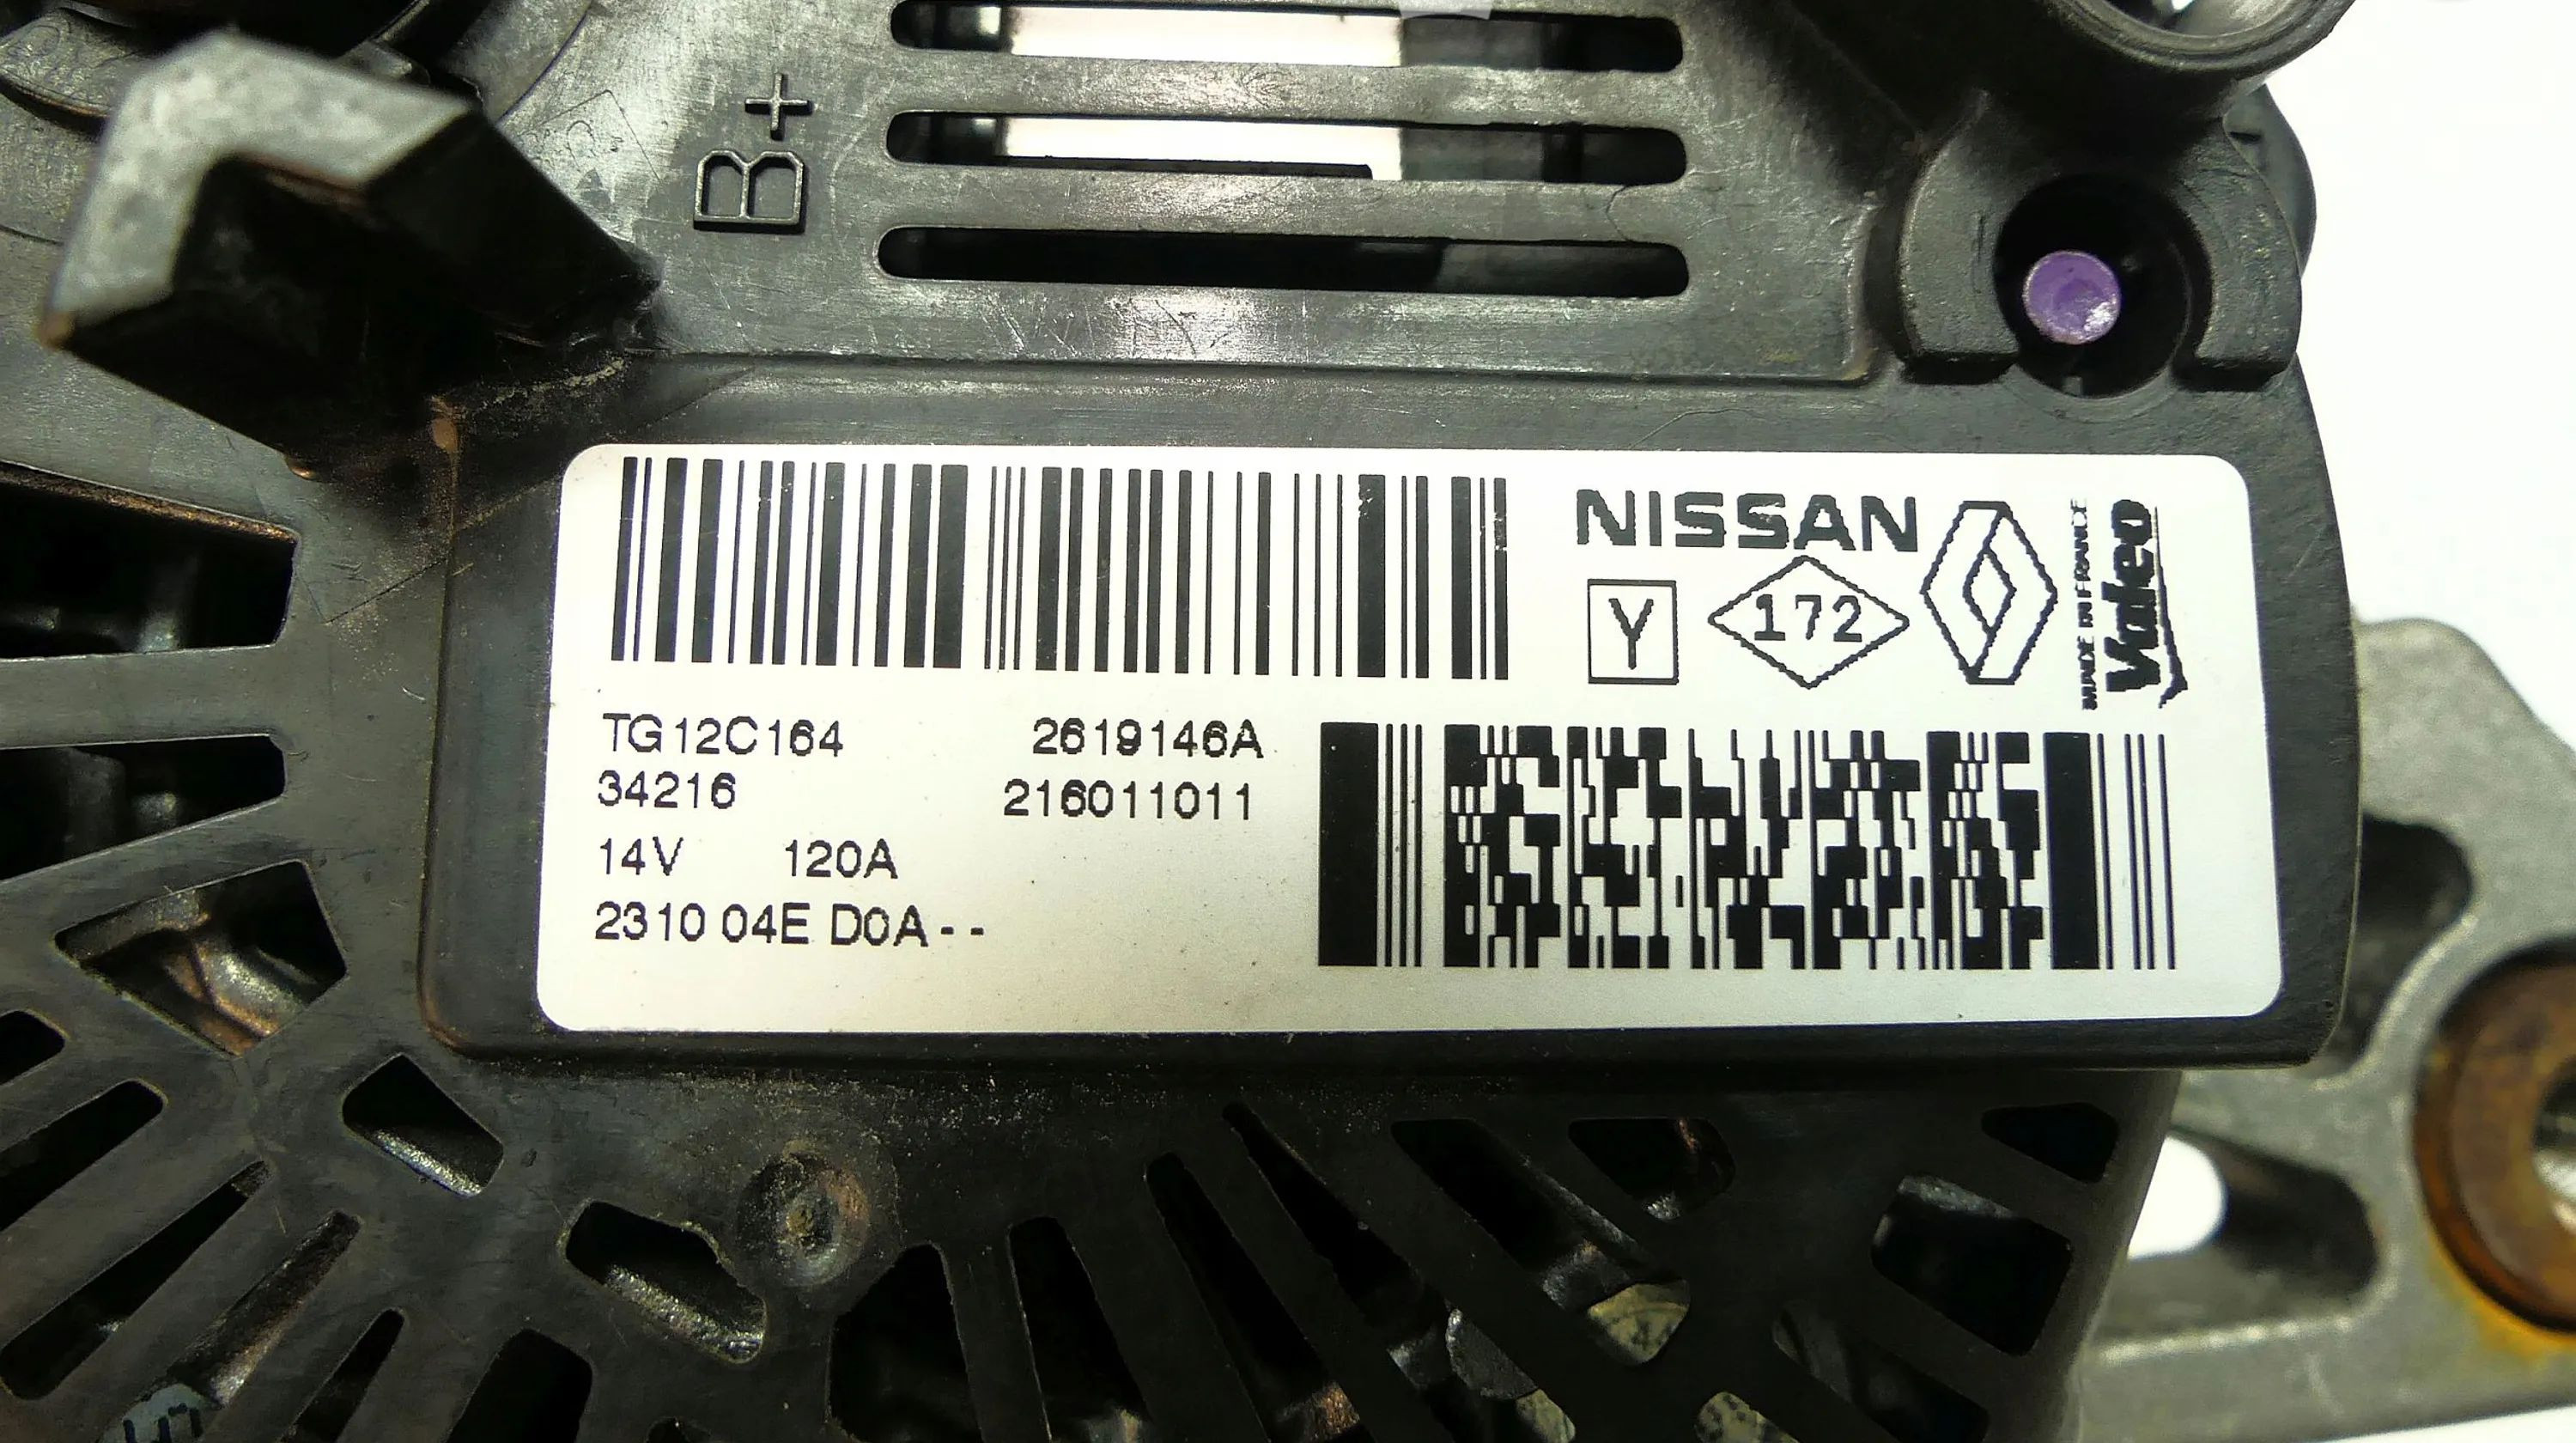 B+
NISSAN
Y
172
MADE IN FRANCE
Valeo
TG12C164 2619146A
34216 216011011
14V 120A
2310 04E D0A--